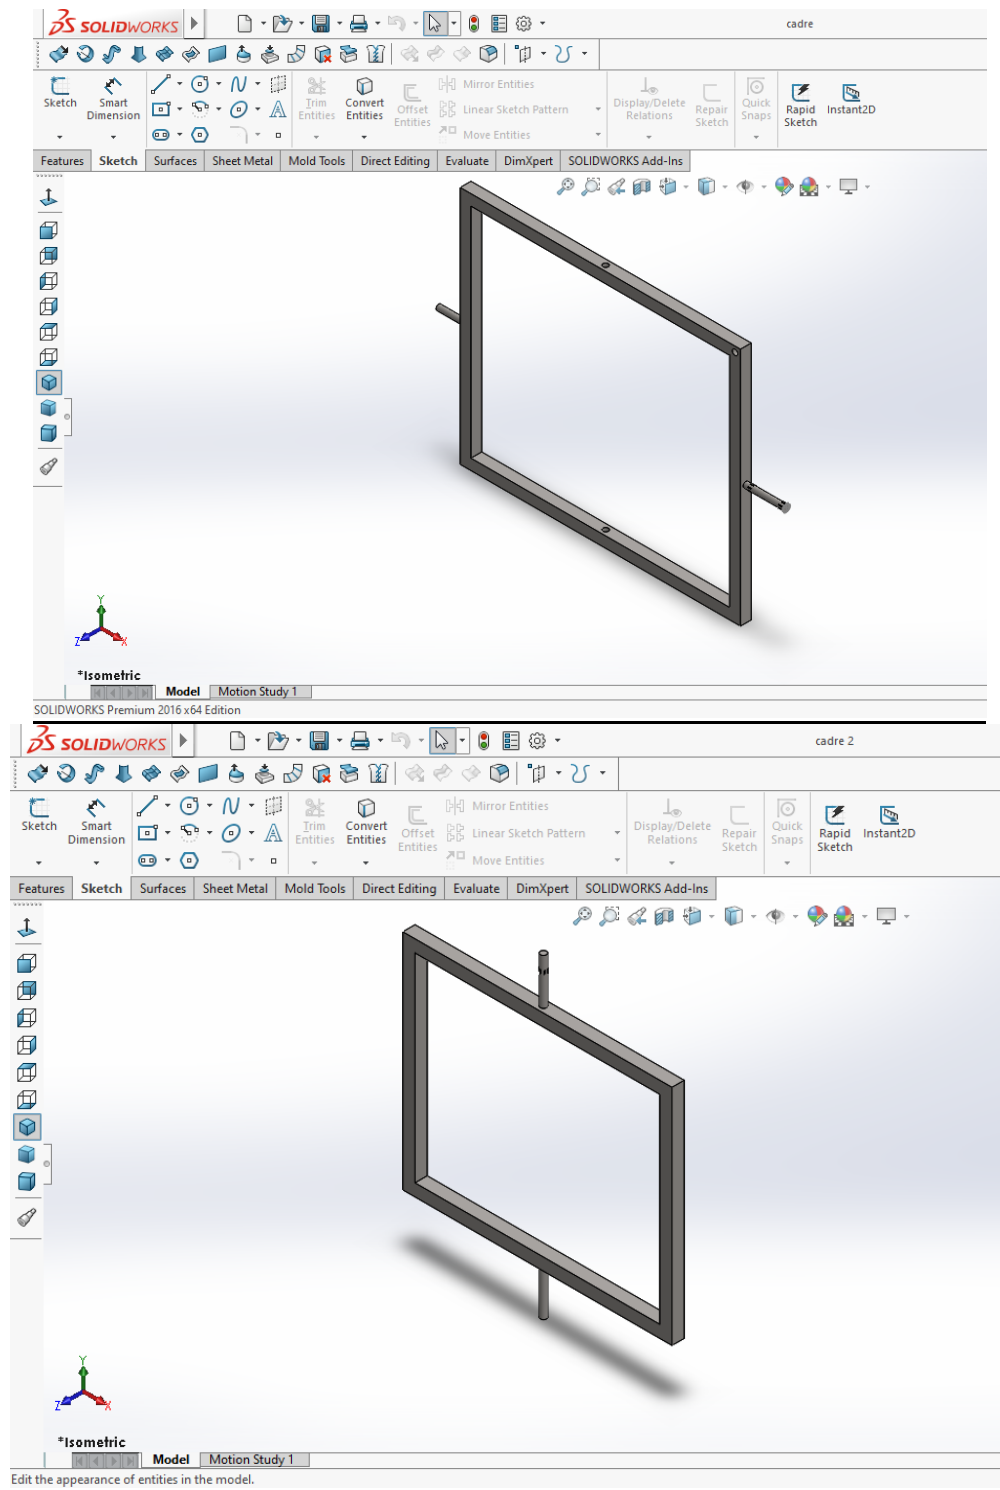 SOLIDWORKS cadre
Sketch Smart Dimension Trim Entities Convert Entities Offset Entities Mirror Entities Linear Sketch Pattern Move Entities Display/Delete Relations Repair Sketch Quick Snaps Rapid Sketch Instant2D
Features Sketch Surfaces Sheet Metal Mold Tools Direct Editing Evaluate DimXpert SOLIDWORKS Add-Ins
Y
Z X
*Isometric
Model Motion Study 1
SOLIDWORKS Premium 2016 x64 Edition
SOLIDWORKS cadre 2
Sketch Smart Dimension Trim Entities Convert Entities Offset Entities Mirror Entities Linear Sketch Pattern Move Entities Display/Delete Relations Repair Sketch Quick Snaps Rapid Sketch Instant2D
Features Sketch Surfaces Sheet Metal Mold Tools Direct Editing Evaluate DimXpert SOLIDWORKS Add-Ins
Y
Z X
*Isometric
Model Motion Study 1
Edit the appearance of entities in the model.